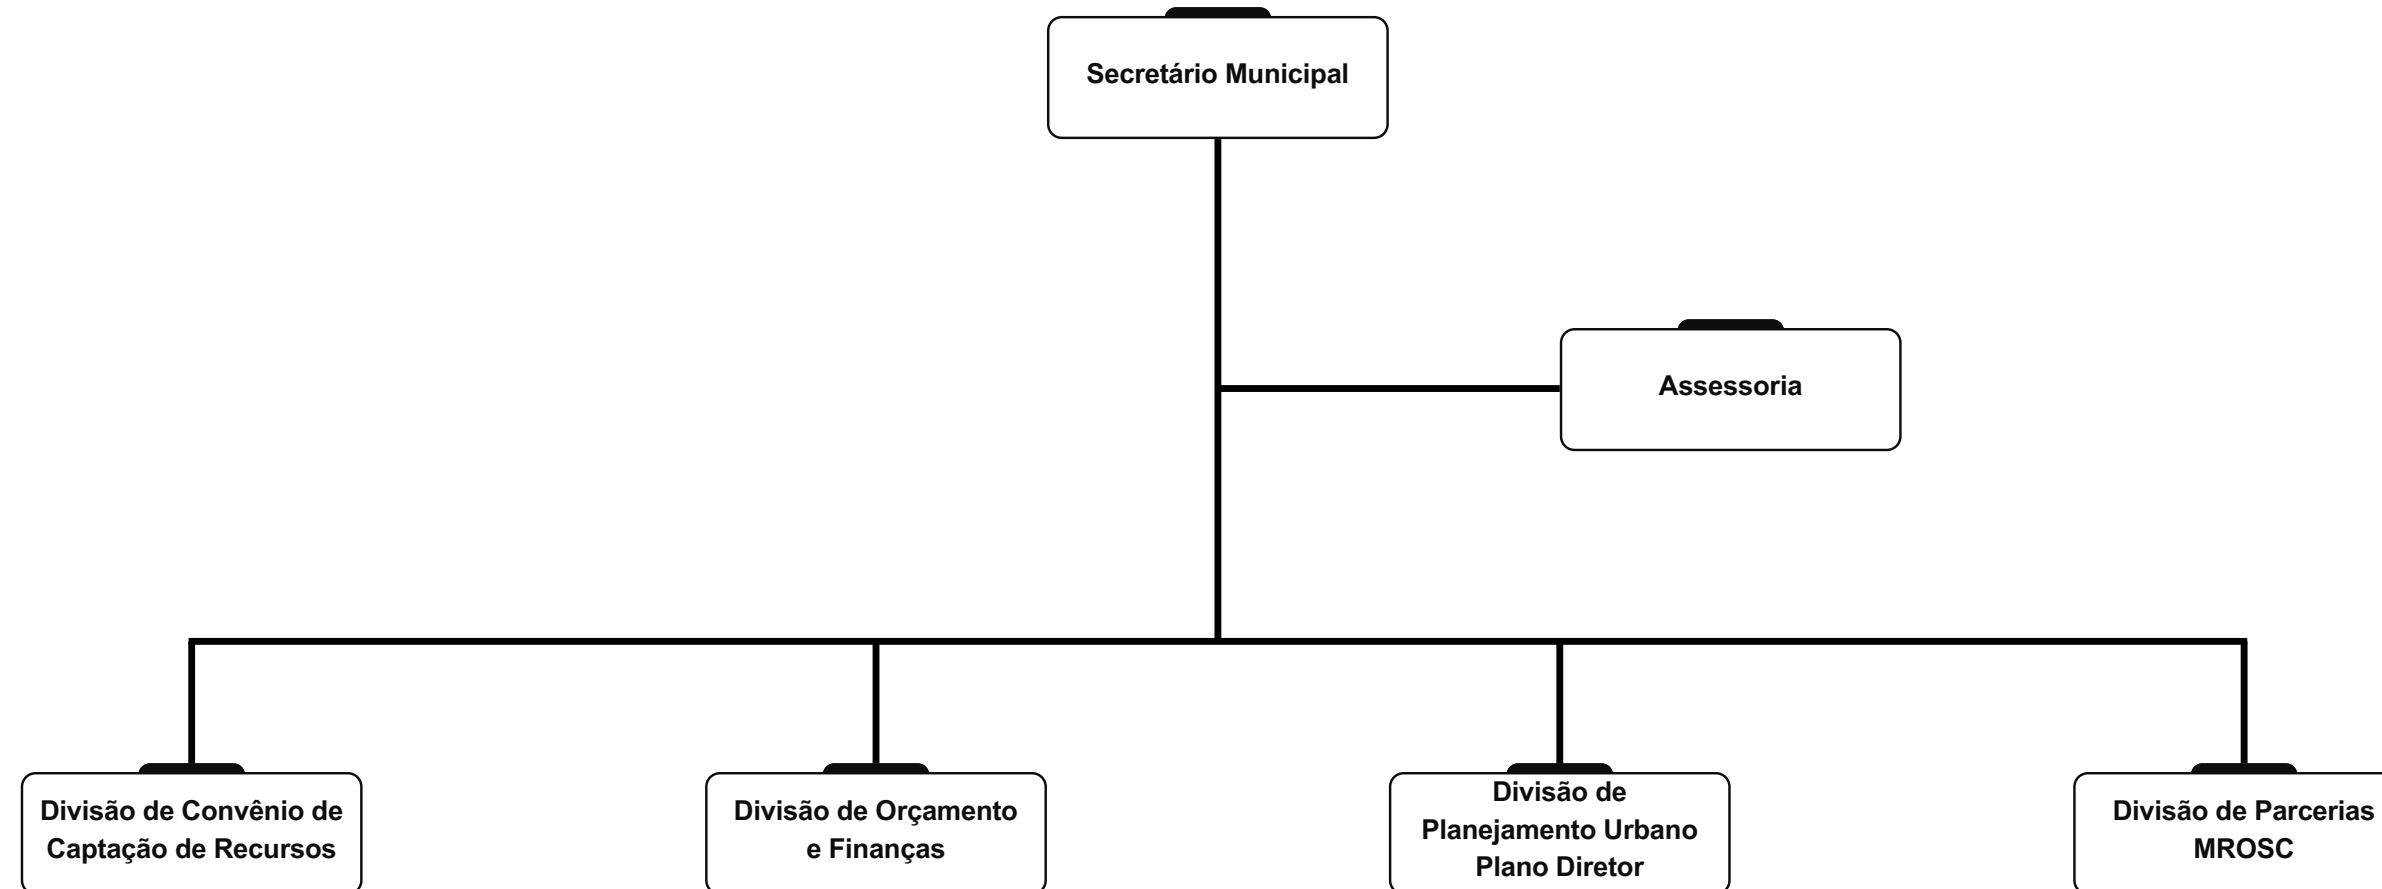 Secretário Municipal
Assessoria
Divisão de Convênio de
Captação de Recursos
Divisão de Orçamento
e Finanças
Divisão de
Planejamento Urbano
Plano Diretor
Divisão de Parcerias
MROSC